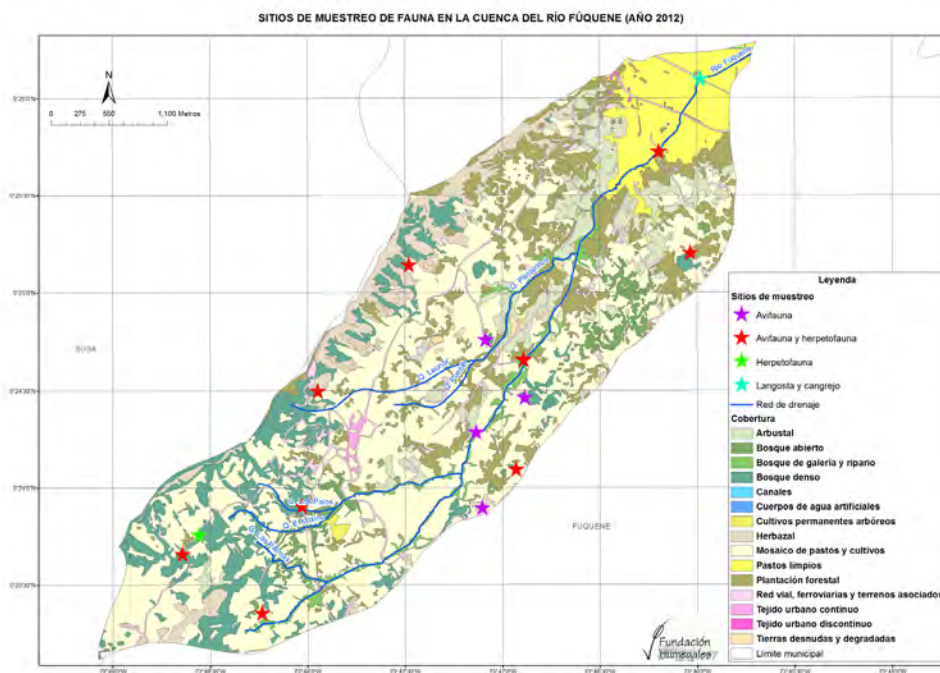 SITIOS DE MUESTREO DE FAUNA EN LA CUENCA DEL RÍO FÚQUENE (AÑO 2012)
N
0 275 550 1,100 Metros
Río Fúquene
SUSA
Q. Leonor
FÚQUENE
Leyenda
Sitios de muestreo
Avifauna
Avifauna y herpetofauna
Herpetofauna
Langosta y cangrejo
Red de drenaje
Cobertura
Arbustal
Bosque abierto
Bosque de galería y ripario
Bosque denso
Canales
Cuerpos de agua artificiales
Cultivos permanentes arbóreos
Herbazal
Mosaico de pastos y cultivos
Pastos limpios
Plantación forestal
Red vial, ferroviarias y terrenos asociados
Tejido urbano continuo
Tejido urbano discontinuo
Tierras desnudas y degradadas
Límite municipal
Fundación
Humedales